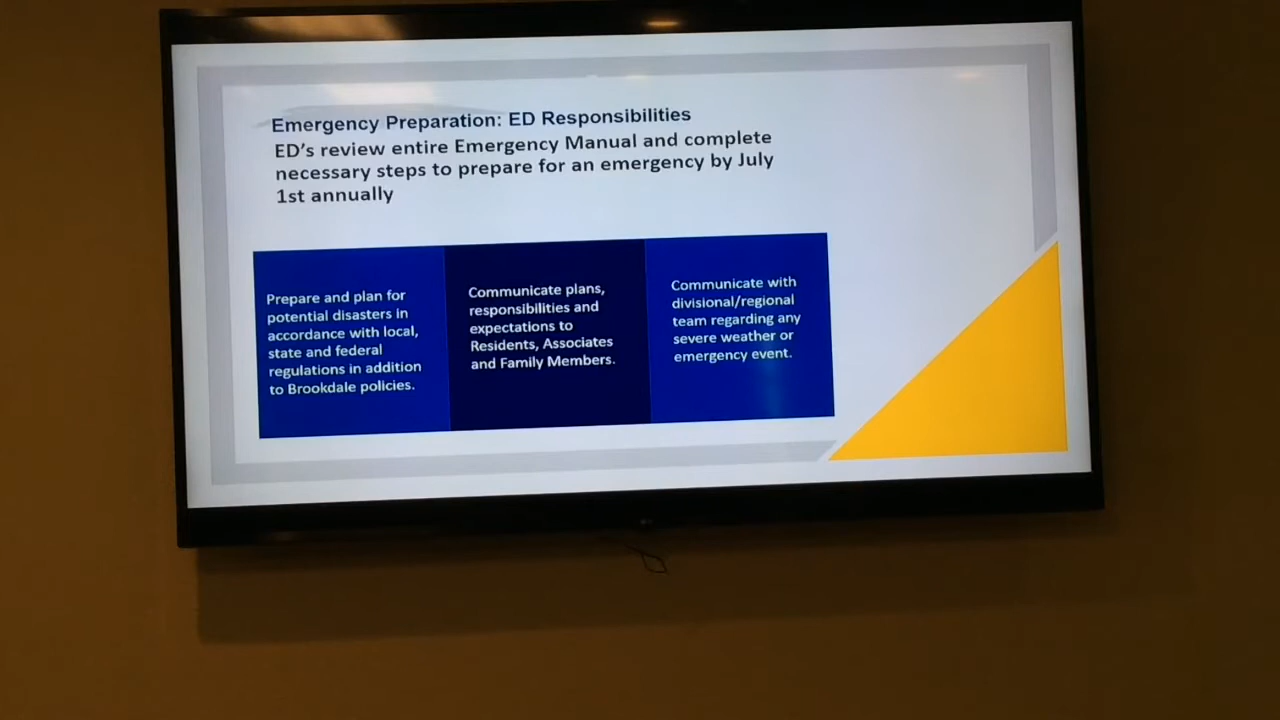 Emergency Preparation: ED Responsibilities
ED's review entire Emergency Manual and complete
necessary steps to prepare for an emergency by July
1st annually
Prepare and plan for
potential disasters in
accordance with local,
state and federal
regulations in addition
to Brookdale policies.
Communicate plans,
responsibilities and
expectations to
Residents, Associates
and Family Members.
Communicate with
divisional/regional
team regarding any
severe weather or
emergency event.